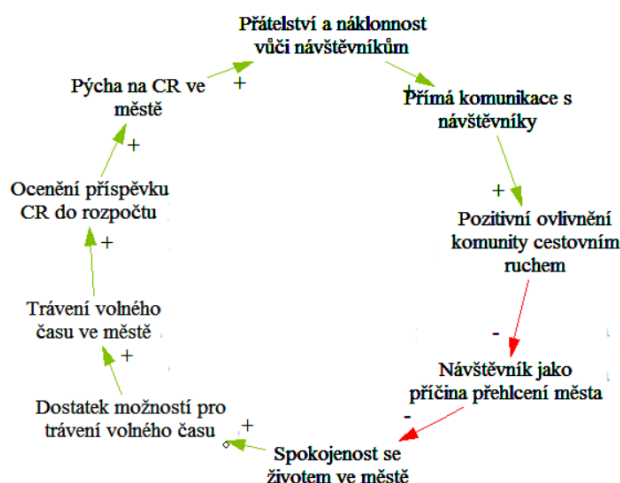 Přátelství a náklonnost
vůči návštěvníkům
+
Přímá komunikace s
návštěvníky
+
Pozitivní ovlivnění
komunity cestovním
ruchem
-
Návštěvník jako
příčina přehlcení města
-
Spokojenost se
životem ve městě
+
Dostatek možností pro
trávení volného času
+
Trávení volného
času ve městě
+
Ocenění příspěvku
CR do rozpočtu
+
Pýcha na CR ve
městě
+